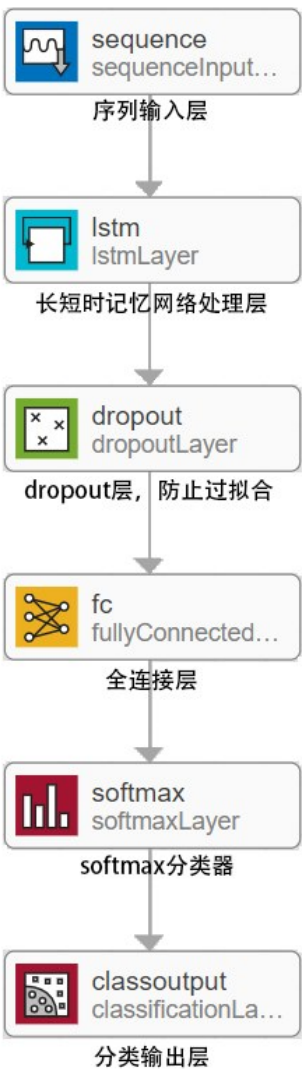 sequence
sequenceInput...
序列输入层
lstm
lstmLayer
长短时记忆网络处理层
dropout
dropoutLayer
dropout层，防止过拟合
fc
fullyConnected...
全连接层
softmax
softmaxLayer
softmax分类器
classoutput
classificationLa...
分类输出层